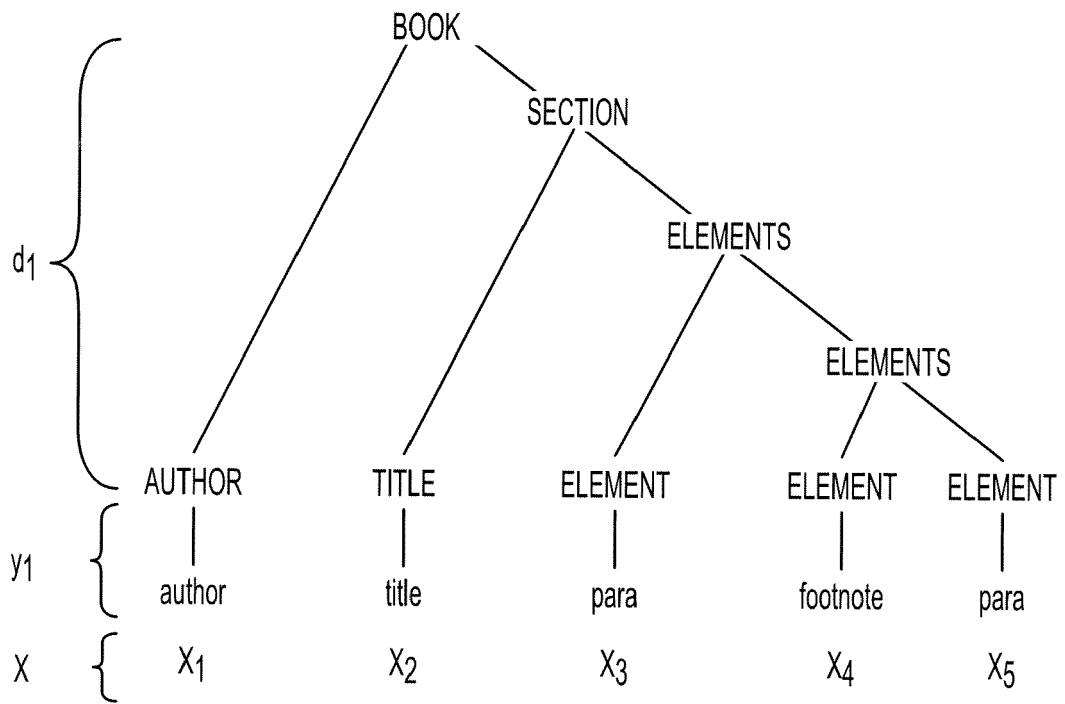 BOOK
SECTION
ELEMENTS
d1
ELEMENTS
AUTHOR TITLE ELEMENT ELEMENT ELEMENT
y1
author title para footnote para
X X1 X2 X3 X4 X5